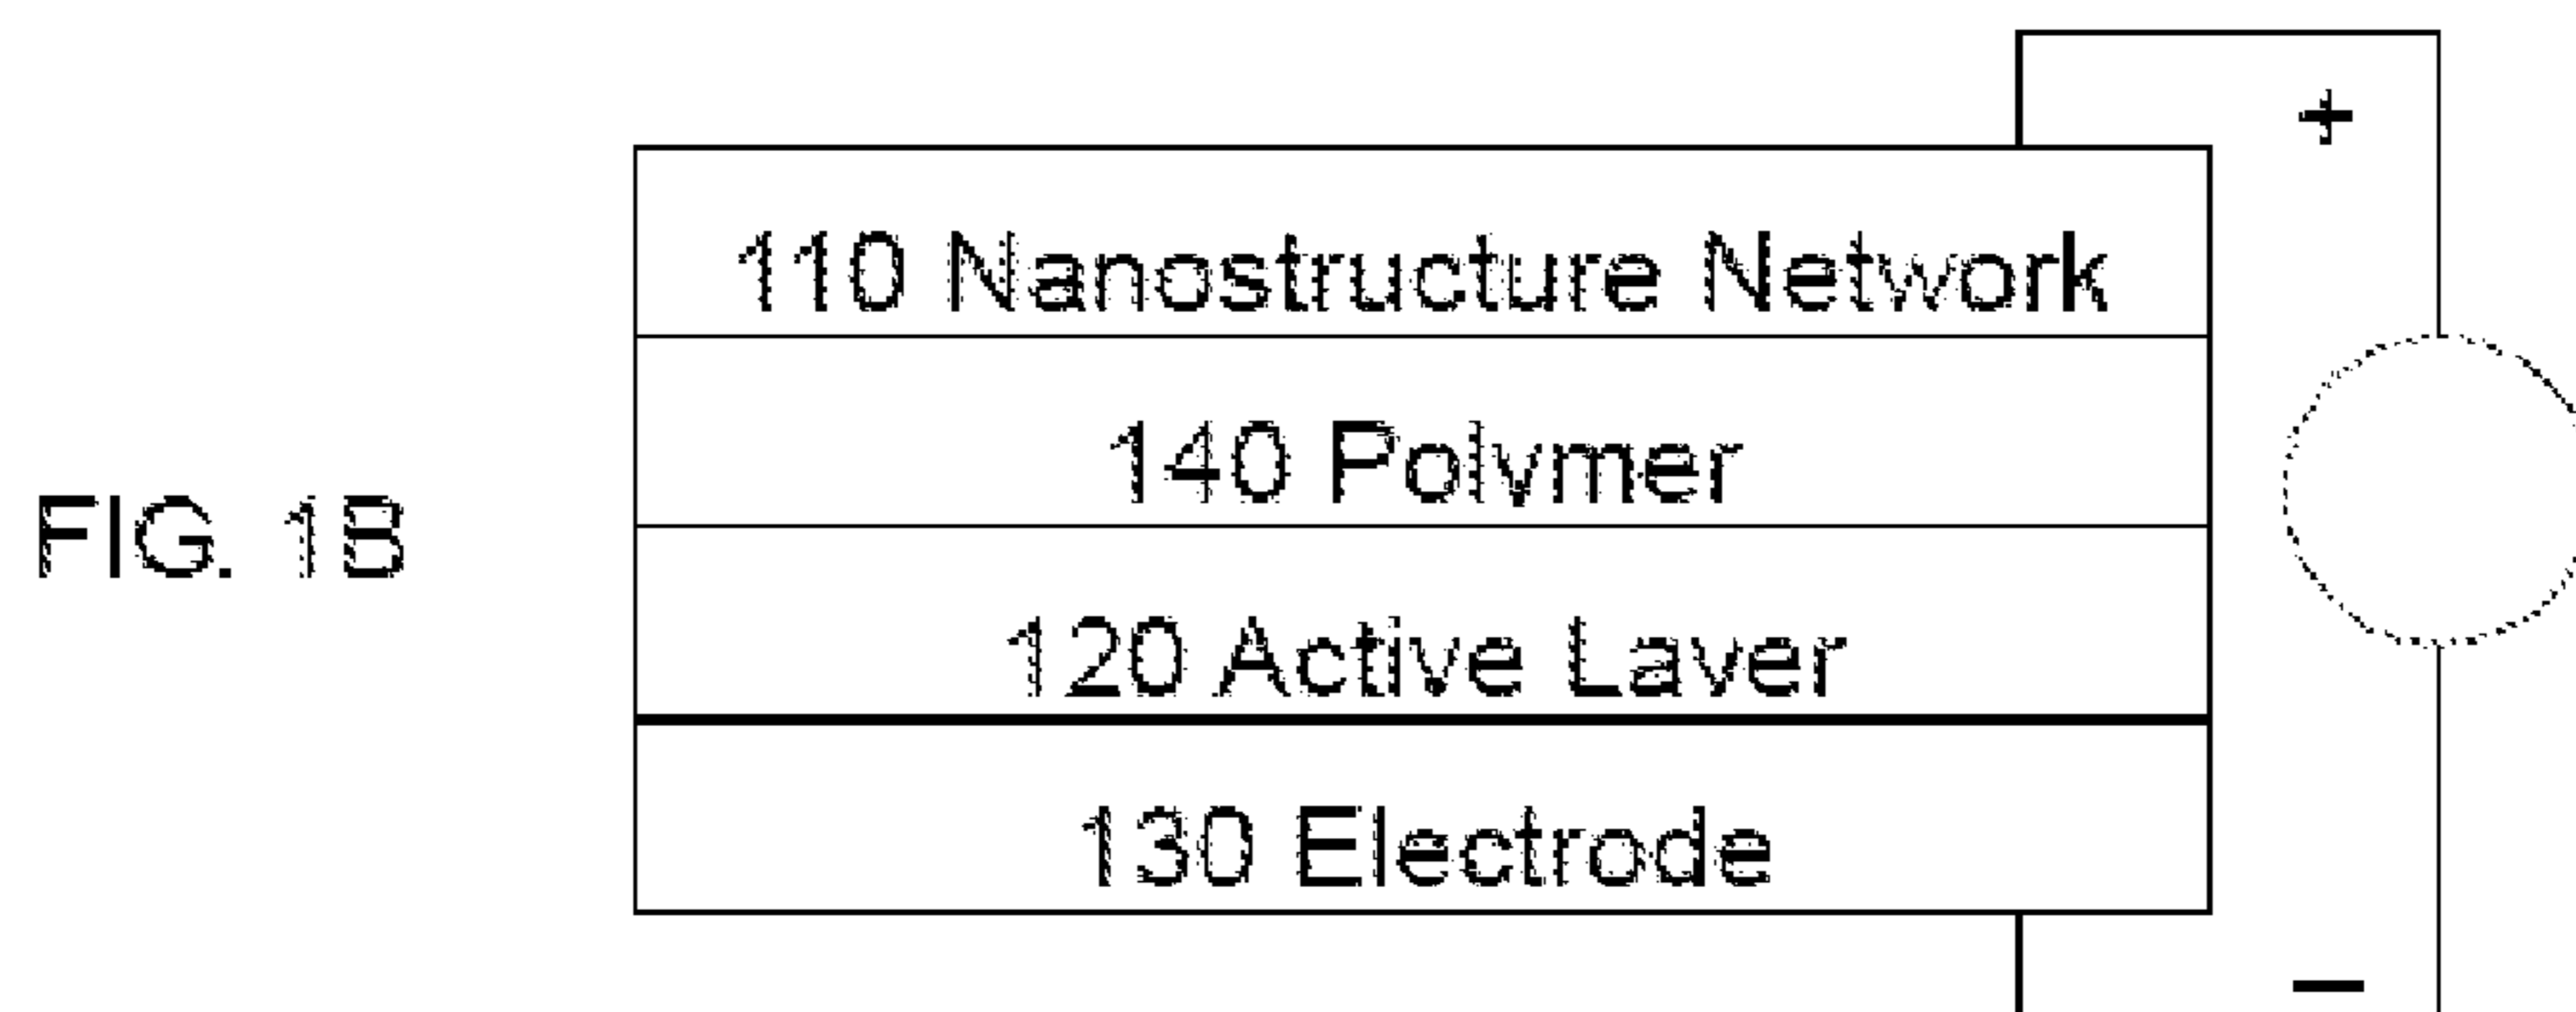 +
110 Nanostructure Network
140 Polymer
FIG. 1B
120 Active Layer
130 Electrode
−